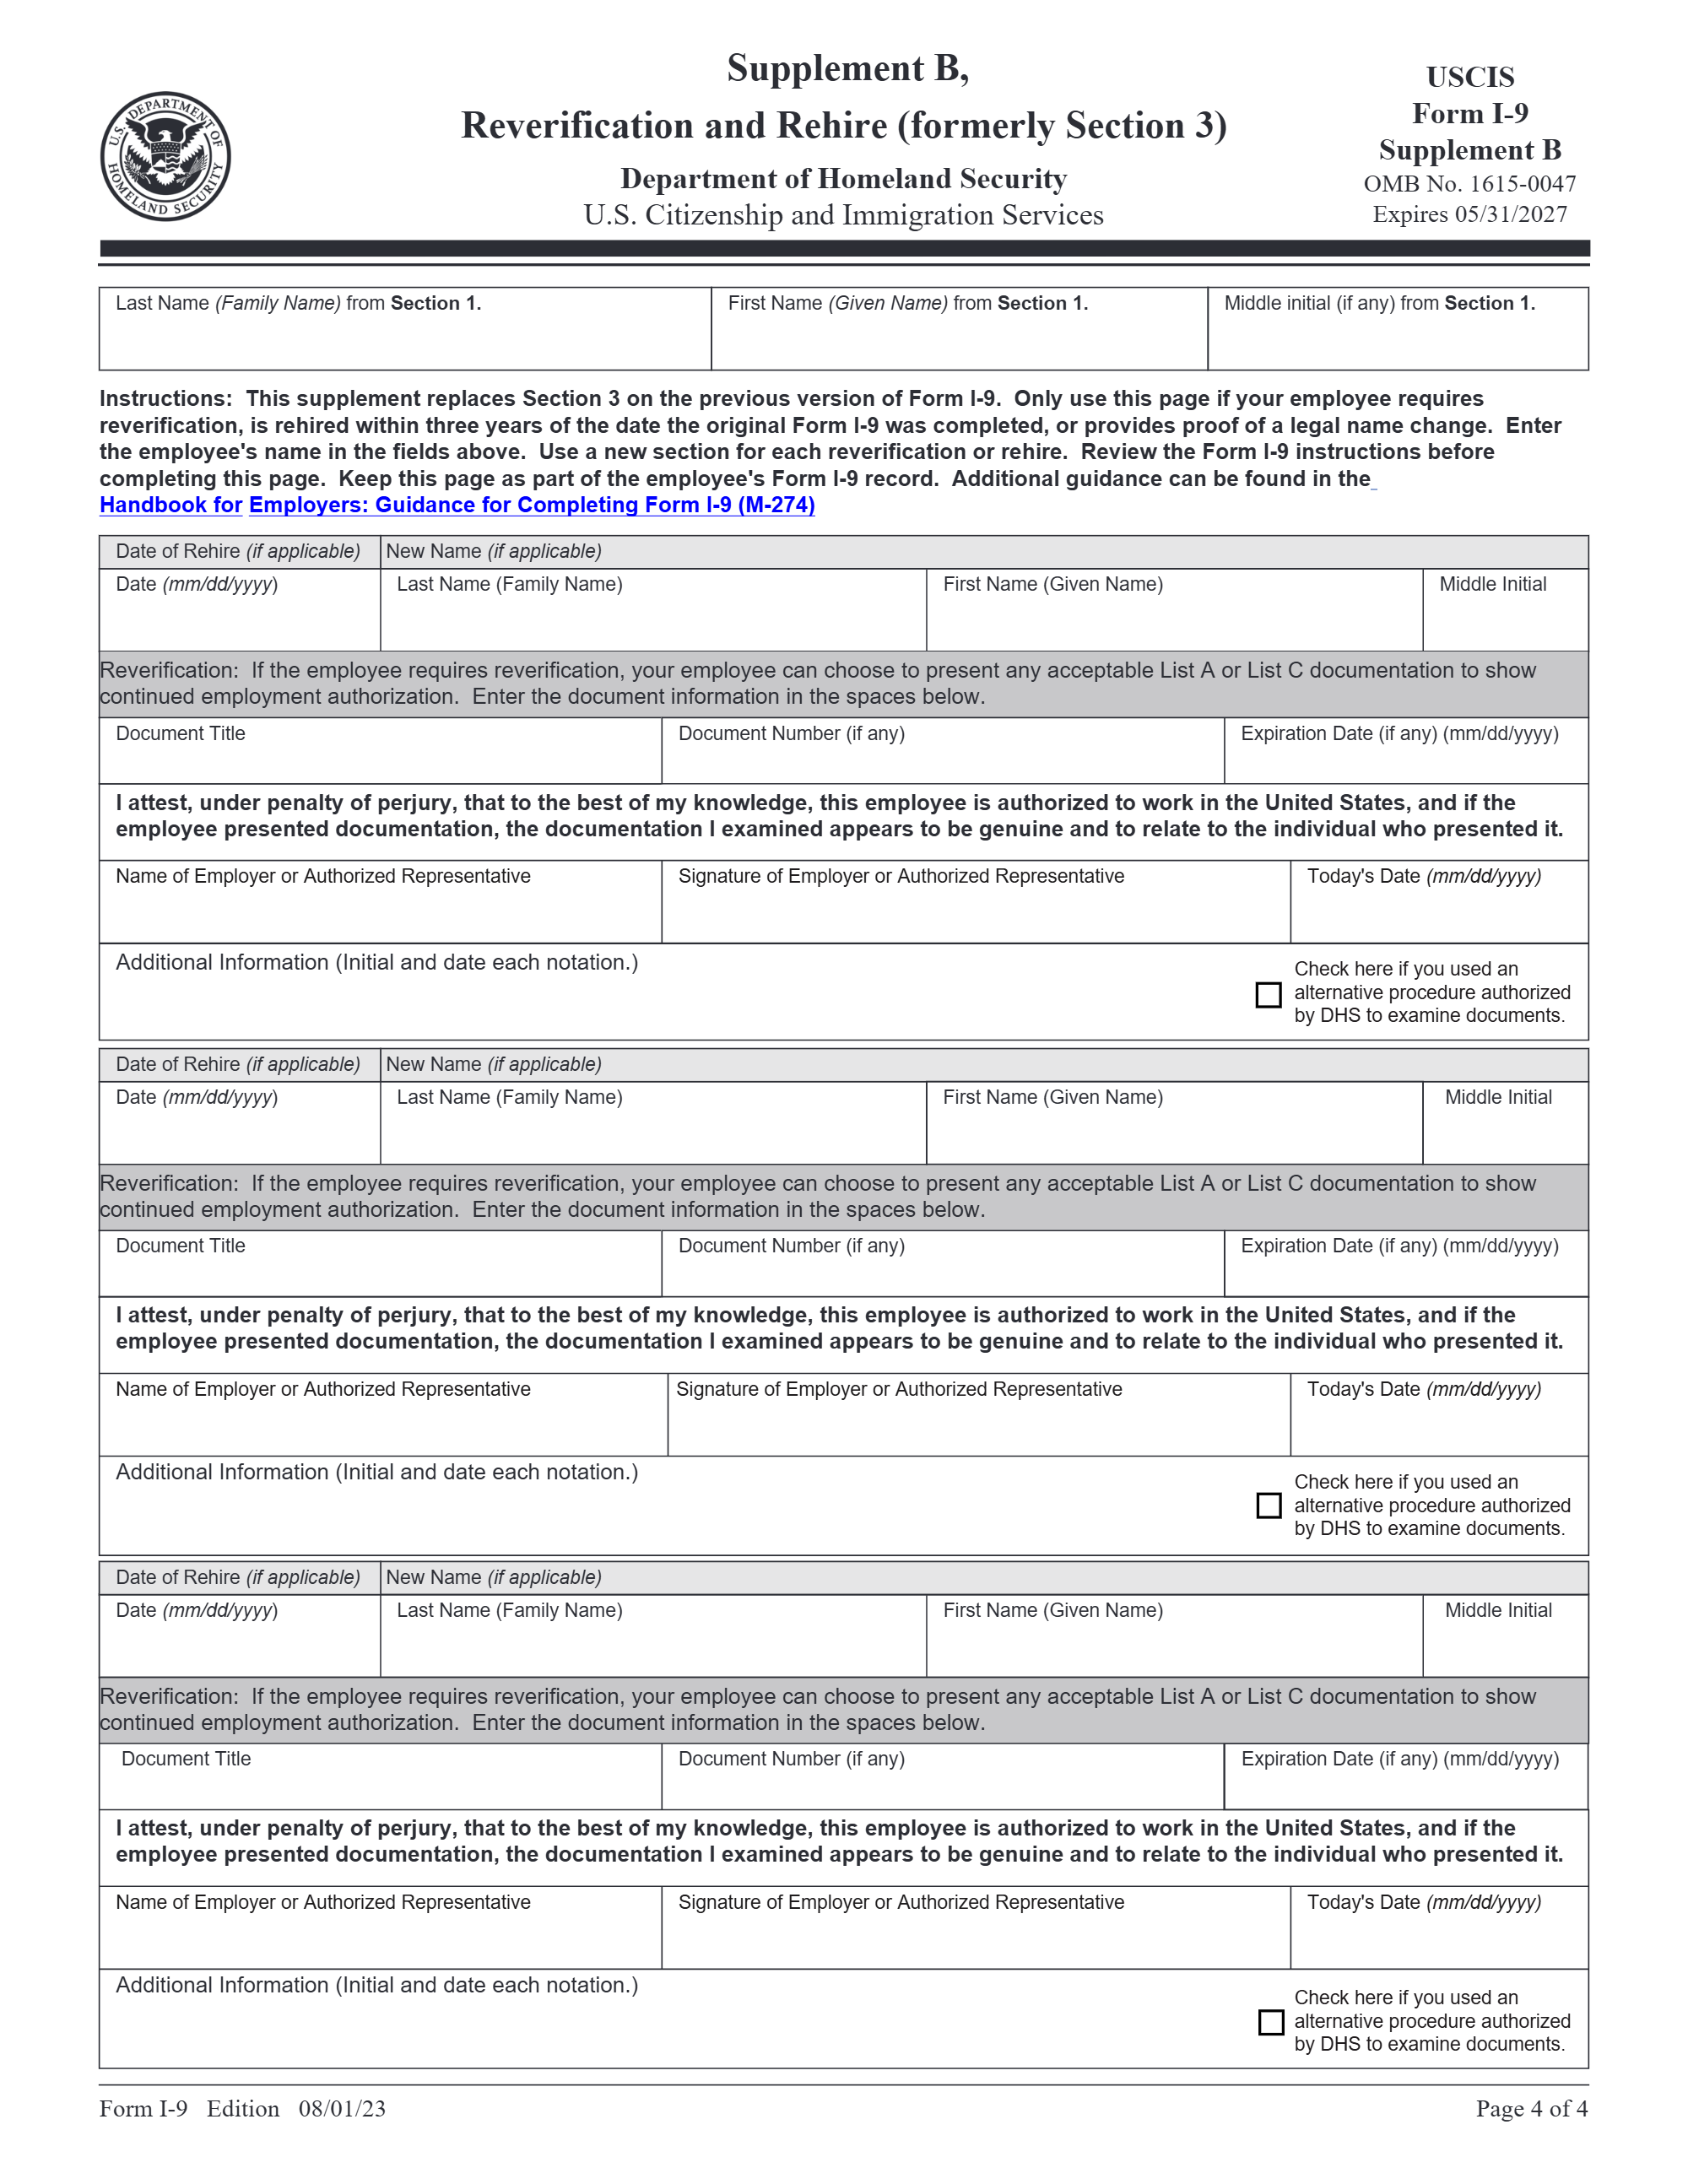 Supplement B,
Reverification and Rehire (formerly Section 3)
Department of Homeland Security
U.S. Citizenship and Immigration Services
USCIS
Form I-9
Supplement B
OMB No. 1615-0047
Expires 05/31/2027
U.S. DEPARTMENT OF
HOMELAND SECURITY
Last Name (Family Name) from Section 1.
First Name (Given Name) from Section 1.
Middle initial (if any) from Section 1.
Instructions: This supplement replaces Section 3 on the previous version of Form I-9. Only use this page if your employee requires
reverification, is rehired within three years of the date the original Form I-9 was completed, or provides proof of a legal name change. Enter
the employee's name in the fields above. Use a new section for each reverification or rehire. Review the Form I-9 instructions before
completing this page. Keep this page as part of the employee's Form I-9 record. Additional guidance can be found in the
Handbook for Employers: Guidance for Completing Form I-9 (M-274)
Date of Rehire (if applicable)
New Name (if applicable)
Date (mm/dd/yyyy)
Last Name (Family Name)
First Name (Given Name)
Middle Initial
Reverification: If the employee requires reverification, your employee can choose to present any acceptable List A or List C documentation to show
continued employment authorization. Enter the document information in the spaces below.
Document Title
Document Number (if any)
Expiration Date (if any) (mm/dd/yyyy)
I attest, under penalty of perjury, that to the best of my knowledge, this employee is authorized to work in the United States, and if the
employee presented documentation, the documentation I examined appears to be genuine and to relate to the individual who presented it.
Name of Employer or Authorized Representative
Signature of Employer or Authorized Representative
Today's Date (mm/dd/yyyy)
Additional Information (Initial and date each notation.)
Check here if you used an
alternative procedure authorized
by DHS to examine documents.
Date of Rehire (if applicable)
New Name (if applicable)
Date (mm/dd/yyyy)
Last Name (Family Name)
First Name (Given Name)
Middle Initial
Reverification: If the employee requires reverification, your employee can choose to present any acceptable List A or List C documentation to show
continued employment authorization. Enter the document information in the spaces below.
Document Title
Document Number (if any)
Expiration Date (if any) (mm/dd/yyyy)
I attest, under penalty of perjury, that to the best of my knowledge, this employee is authorized to work in the United States, and if the
employee presented documentation, the documentation I examined appears to be genuine and to relate to the individual who presented it.
Name of Employer or Authorized Representative
Signature of Employer or Authorized Representative
Today's Date (mm/dd/yyyy)
Additional Information (Initial and date each notation.)
Check here if you used an
alternative procedure authorized
by DHS to examine documents.
Date of Rehire (if applicable)
New Name (if applicable)
Date (mm/dd/yyyy)
Last Name (Family Name)
First Name (Given Name)
Middle Initial
Reverification: If the employee requires reverification, your employee can choose to present any acceptable List A or List C documentation to show
continued employment authorization. Enter the document information in the spaces below.
Document Title
Document Number (if any)
Expiration Date (if any) (mm/dd/yyyy)
I attest, under penalty of perjury, that to the best of my knowledge, this employee is authorized to work in the United States, and if the
employee presented documentation, the documentation I examined appears to be genuine and to relate to the individual who presented it.
Name of Employer or Authorized Representative
Signature of Employer or Authorized Representative
Today's Date (mm/dd/yyyy)
Additional Information (Initial and date each notation.)
Check here if you used an
alternative procedure authorized
by DHS to examine documents.
Form I-9 Edition 08/01/23
Page 4 of 4